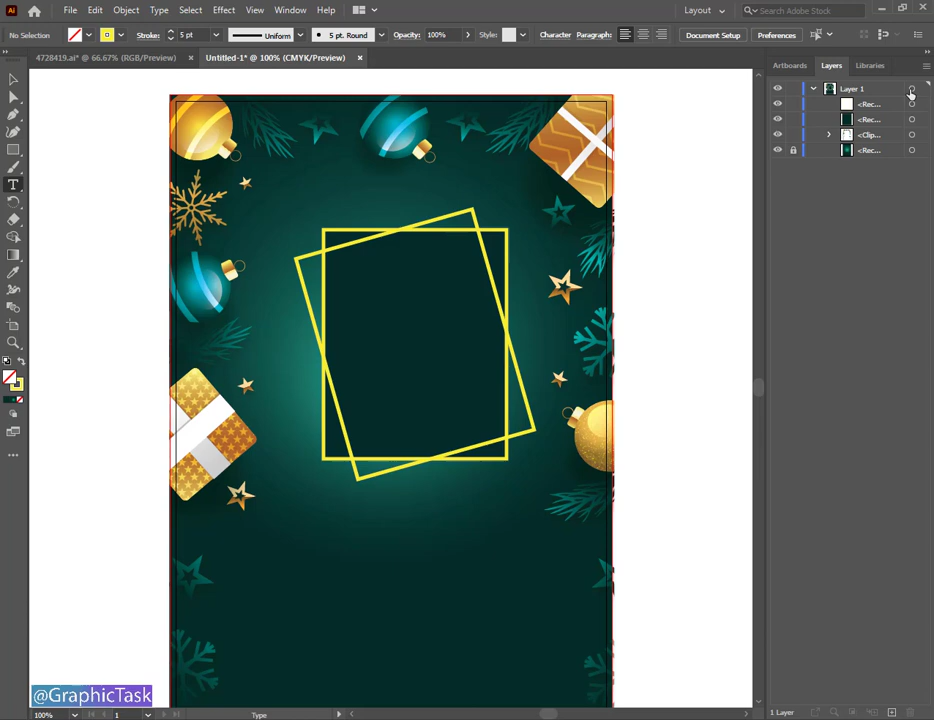 Ai File Edit Object Type Select Effect View Window Help Layout Search Adobe Stock
No Selection Stroke: 5 pt Uniform 5 pt. Round Opacity: 100% Style: Character Paragraph: Document Setup Preferences
4728419.ai* @ 66.67% (RGB/Preview) × Untitled-1* @ 100% (CMYK/Preview) ×
Artboards Layers Libraries
Layer 1
<Rec...
<Rec...
<Clip...
<Rec...
T
@GraphicTask
100% 1 Type 1 Layer